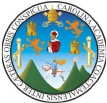 CAROLINA ACADEMIA COACTEMALENSIS INTER CAETERAS ORBIS CONSPICUA